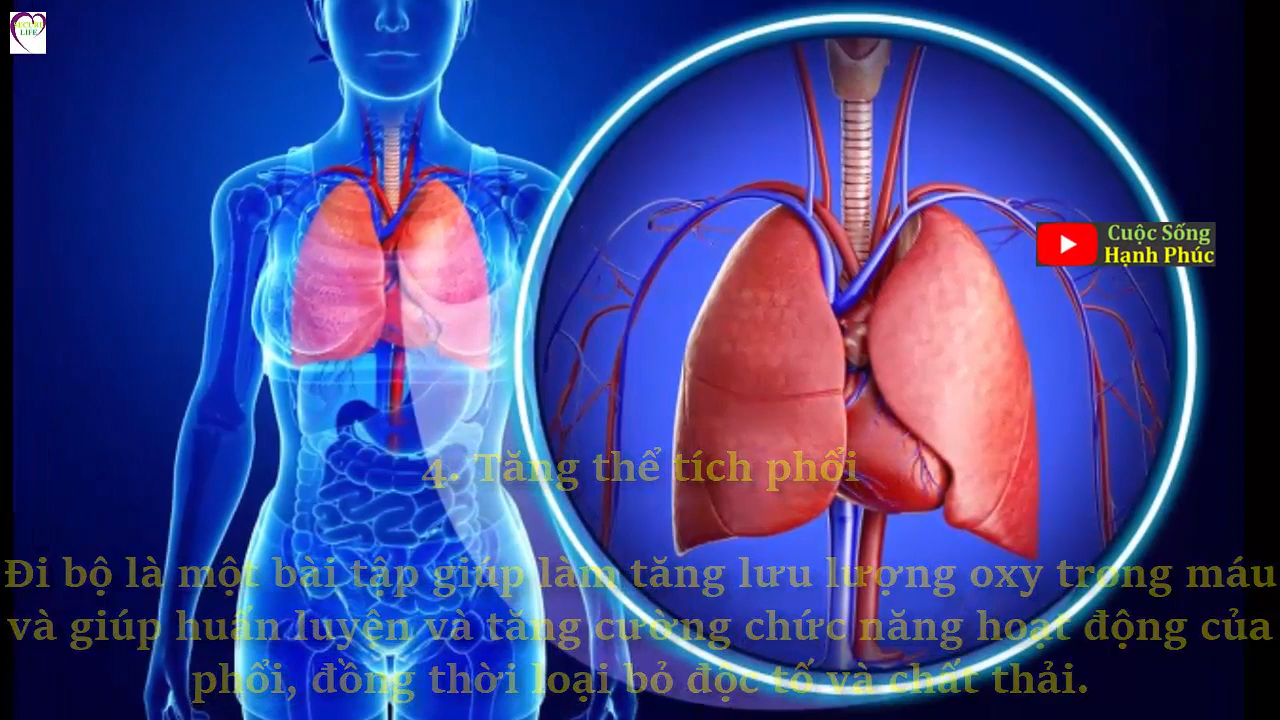 SECURE
LIFE
Cuộc Sống
Hạnh Phúc
4. Tăng thể tích phổi
Đi bộ là một bài tập giúp làm tăng lưu lượng oxy trong máu
và giúp huấn luyện và tăng cường chức năng hoạt động của
phổi, đồng thời loại bỏ độc tố và chất thải.